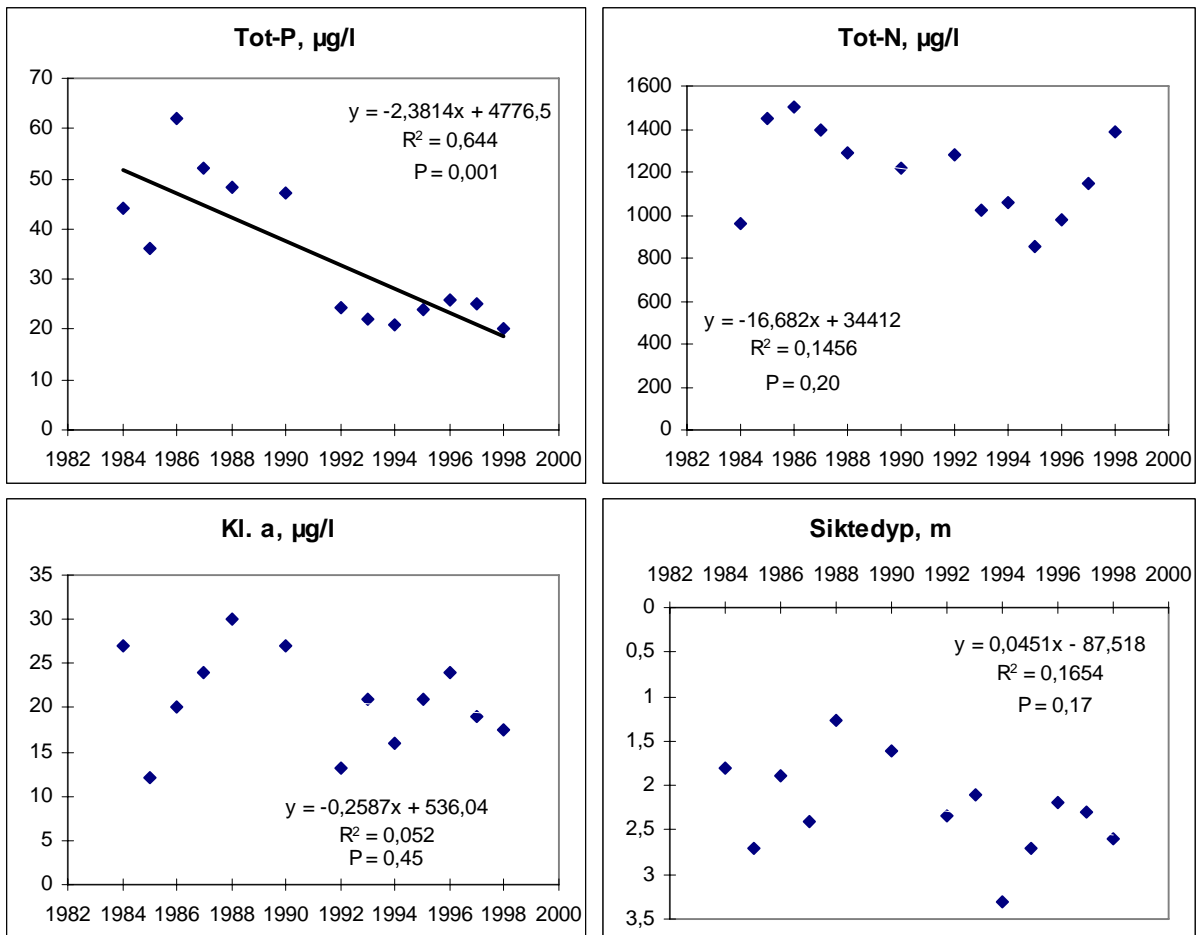 Tot-P, µg/l
70
60
50
40
30
20
10
0
y = -2,3814x + 4776,5
R² = 0,644
P = 0,001
1982 1984 1986 1988 1990 1992 1994 1996 1998 2000
Tot-N, µg/l
1600
1400
1200
1000
800
600
400
200
0
y = -16,682x + 34412
R² = 0,1456
P = 0,20
1982 1984 1986 1988 1990 1992 1994 1996 1998 2000
Kl. a, µg/l
35
30
25
20
15
10
5
0
y = -0,2587x + 536,04
R² = 0,052
P = 0,45
1982 1984 1986 1988 1990 1992 1994 1996 1998 2000
Siktedyp, m
1982 1984 1986 1988 1990 1992 1994 1996 1998 2000
0
0,5
1
1,5
2
2,5
3
3,5
y = 0,0451x - 87,518
R² = 0,1654
P = 0,17